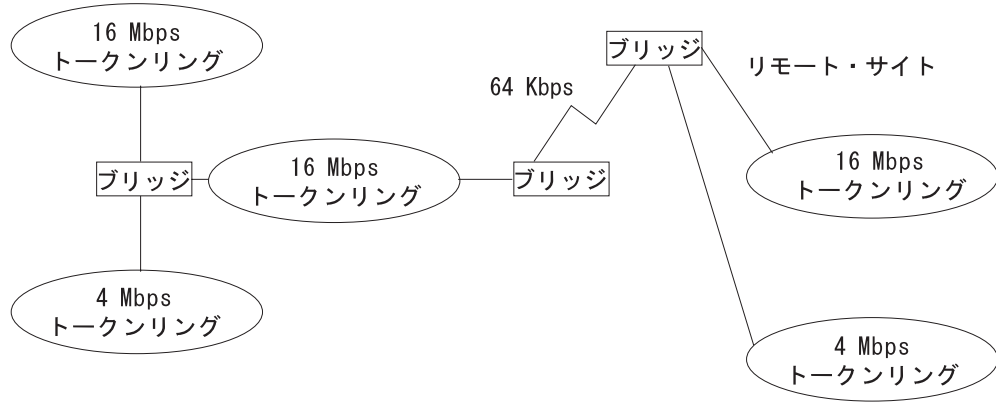 16 Mbps
トークンリング
ブリッジ
リモート・サイト
64 Kbps
16 Mbps
トークンリング
ブリッジ
16 Mbps
トークンリング
ブリッジ
4 Mbps
トークンリング
4 Mbps
トークンリング